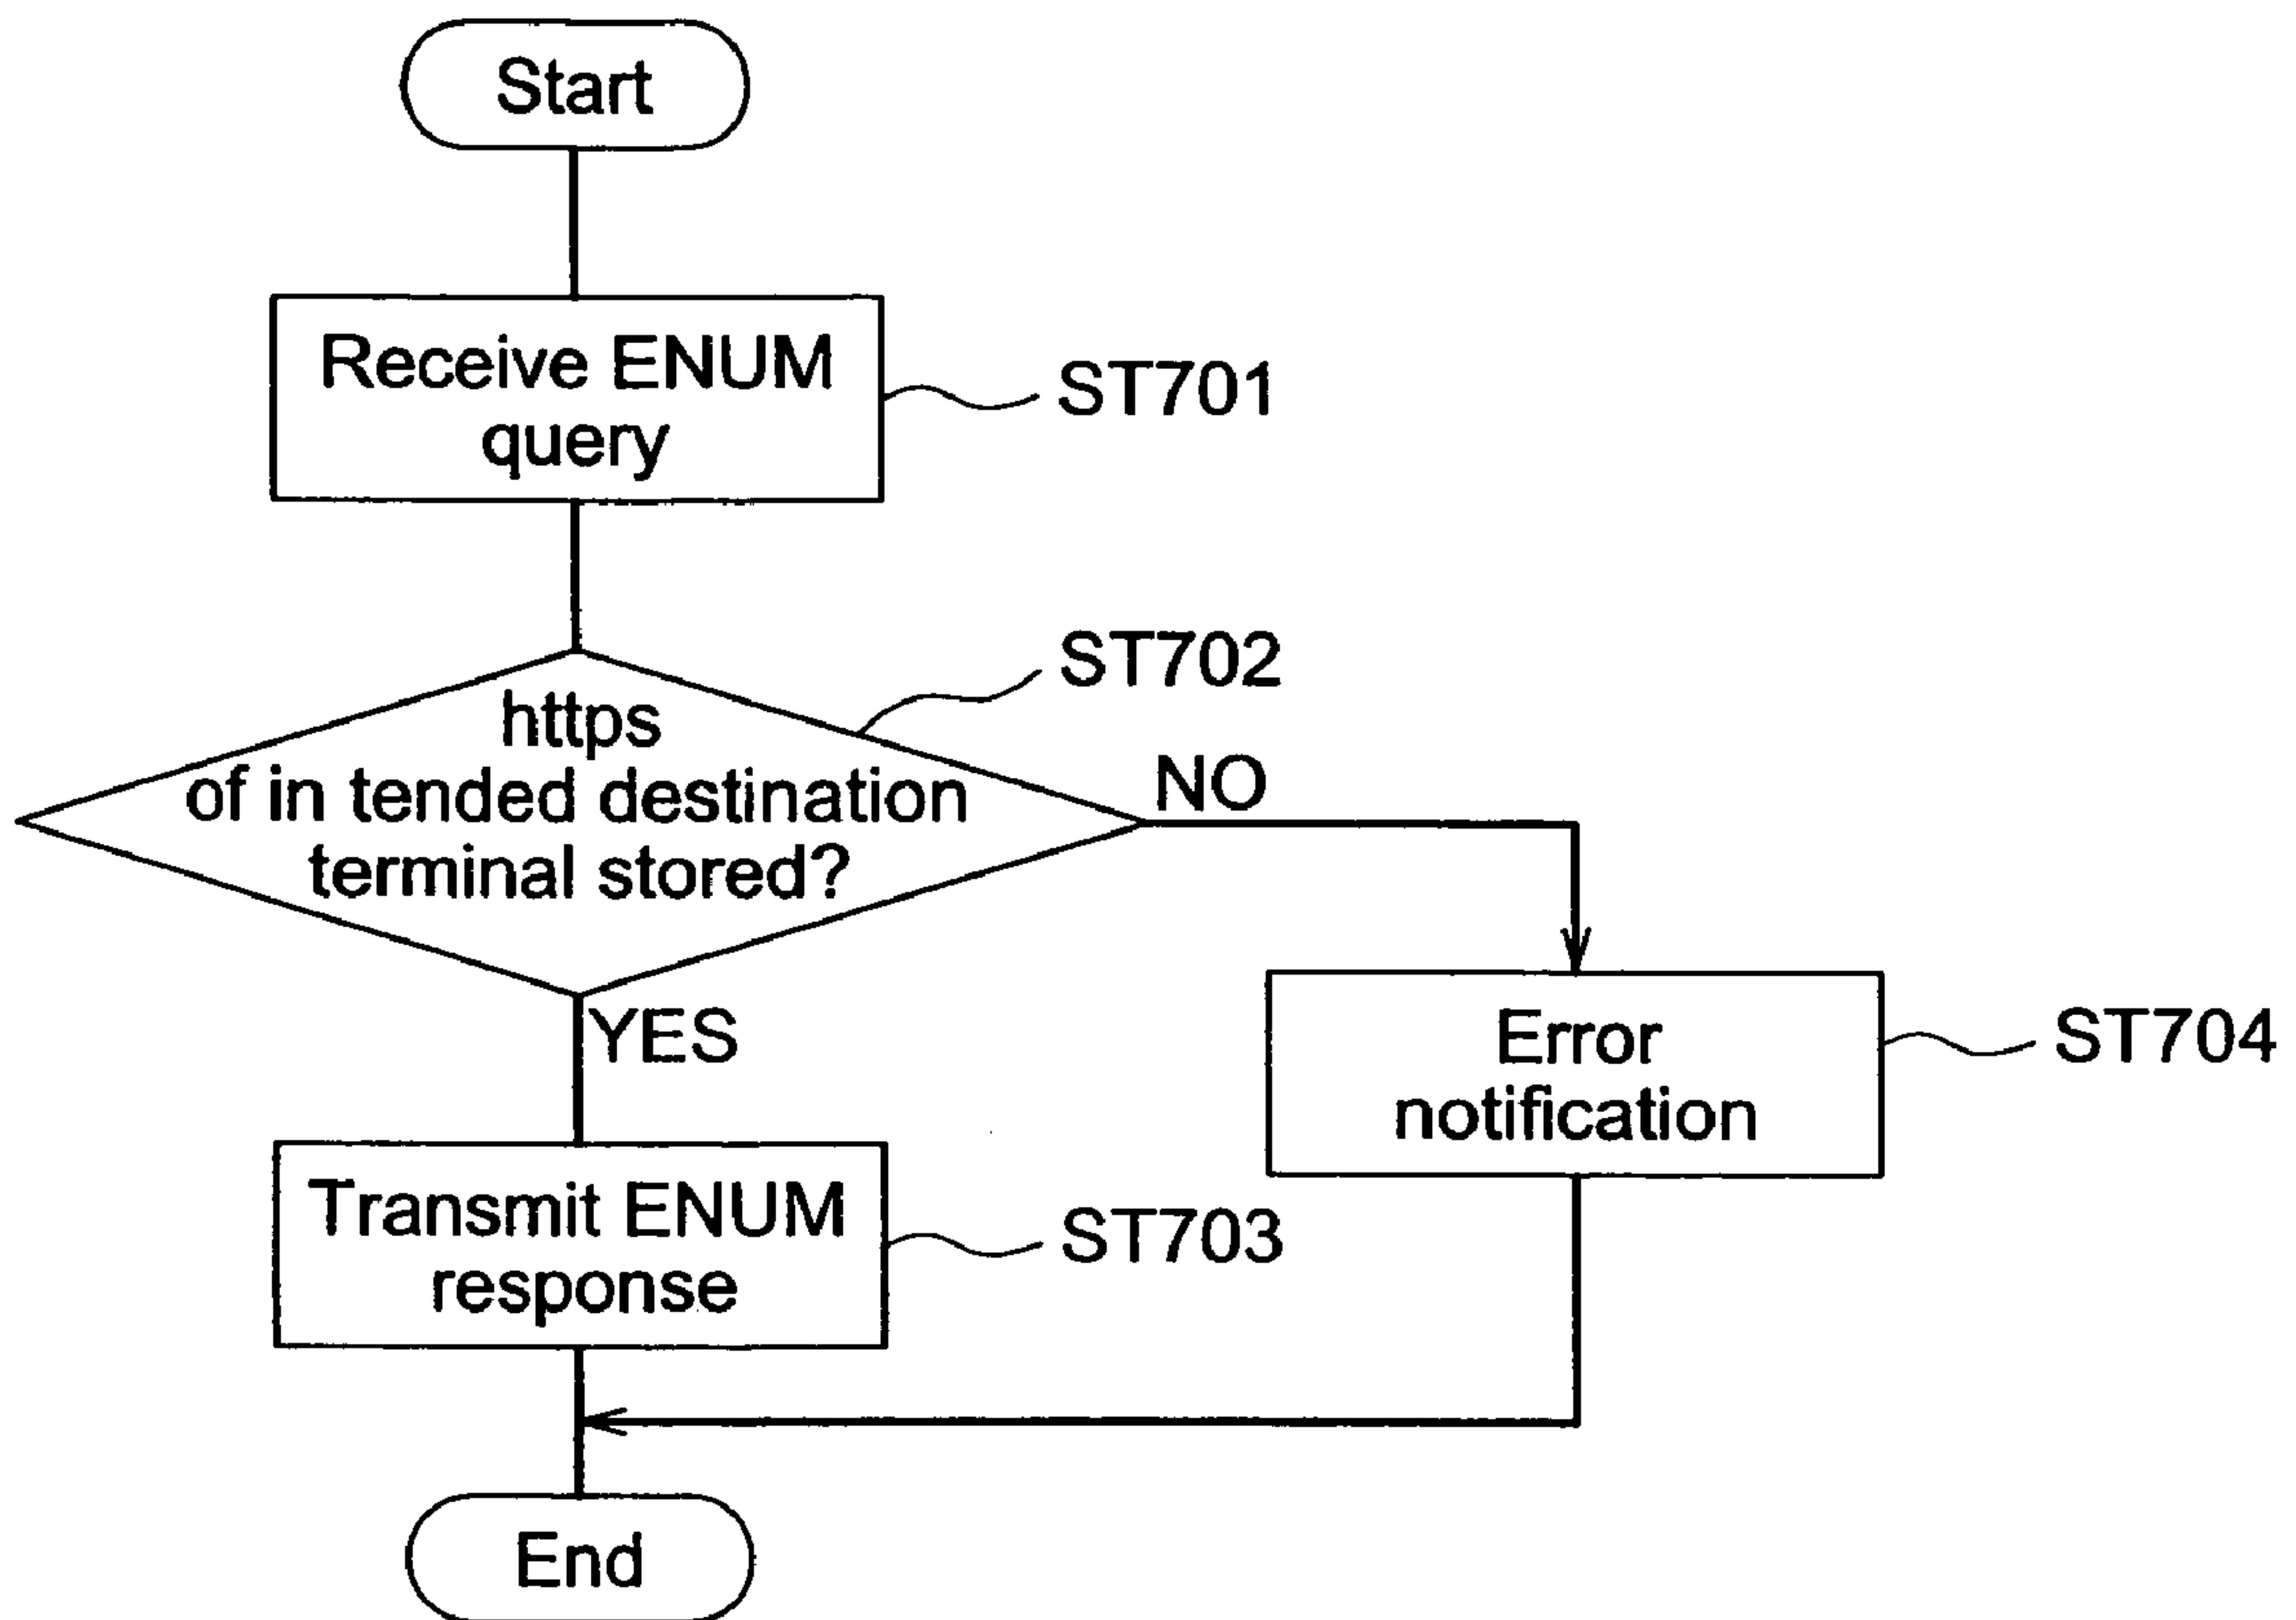 Start
Receive ENUM
query
ST701
ST702
https
of in tended destination
terminal stored?
NO
YES
Error
notification
ST704
Transmit ENUM
response
ST703
End